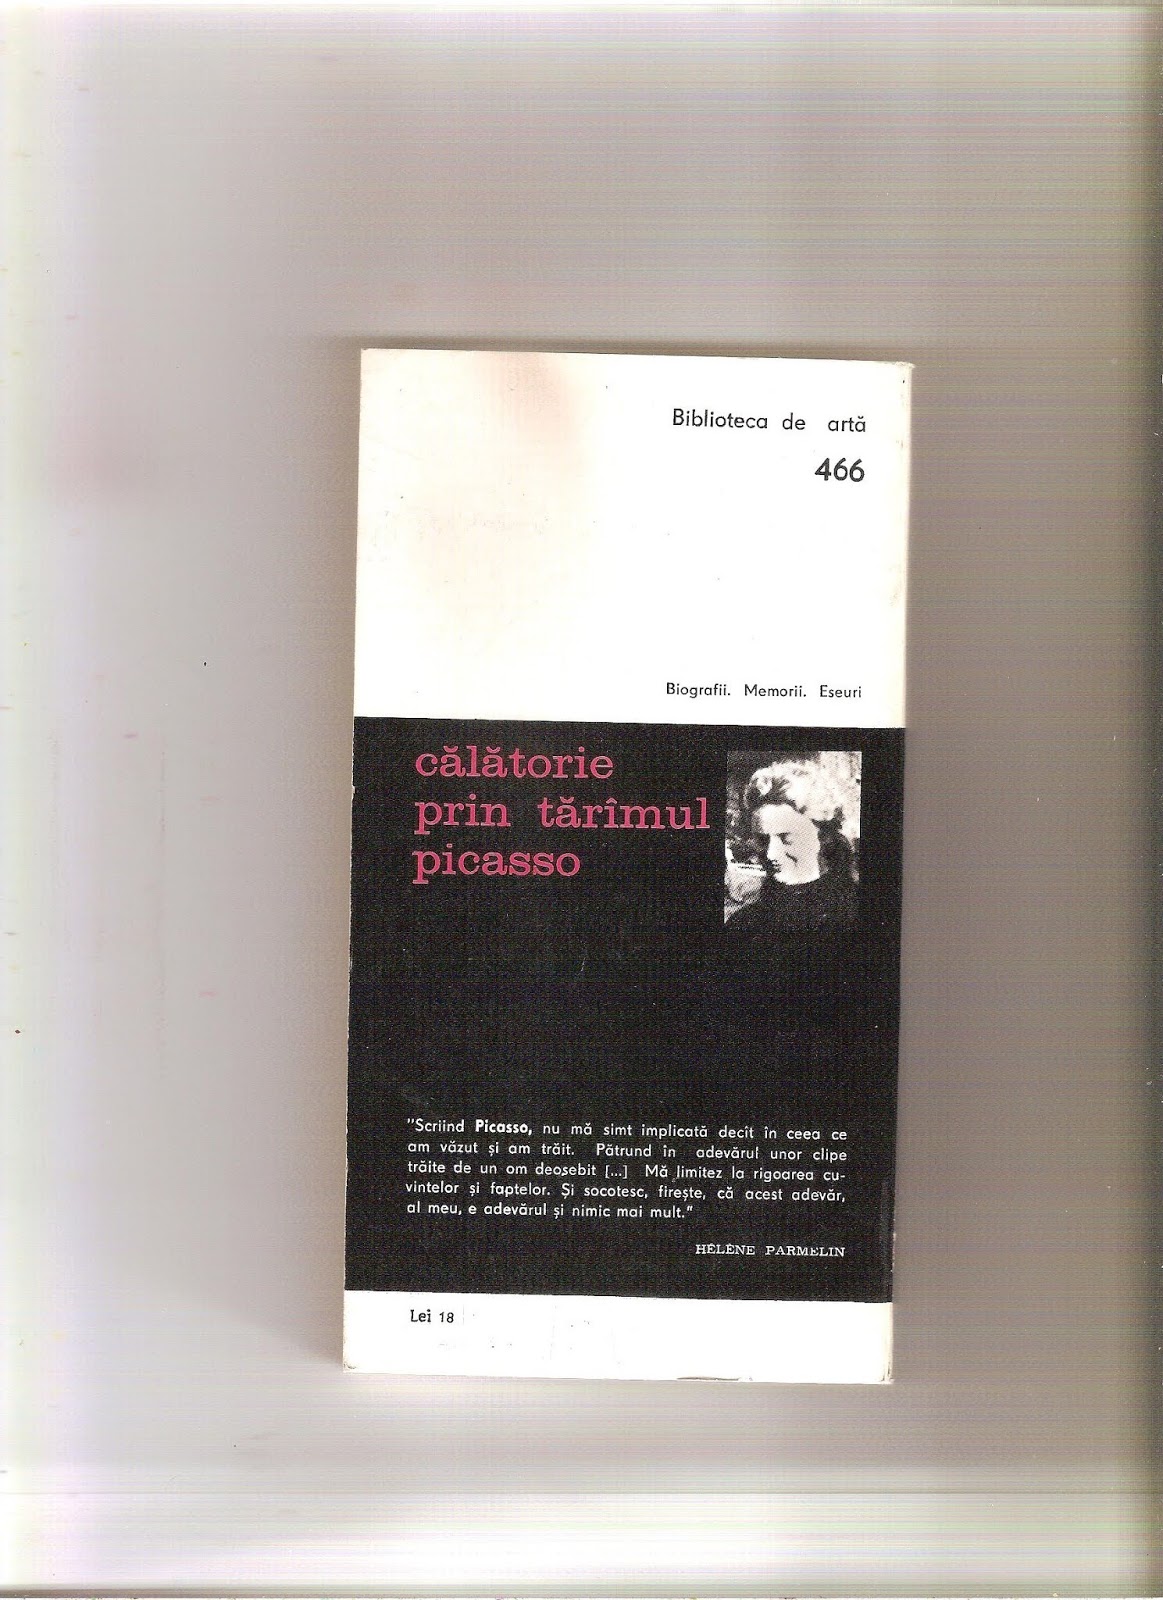 Biblioteca de artă
466
Biografii. Memorii. Eseuri
călătorie
prin tărîmul
picasso
"Scriind Picasso, nu mă simt implicată decît în ceea ce
am văzut și am trăit. Pătrund în adevărul unor clipe
trăite de un om deosebit [...] Mă limitez la rigoarea cu-
vintelor și faptelor. Și socotesc, firește, că acest adevăr,
al meu, e adevărul și nimic mai mult."
HÉLÈNE PARMELIN
Lei 18